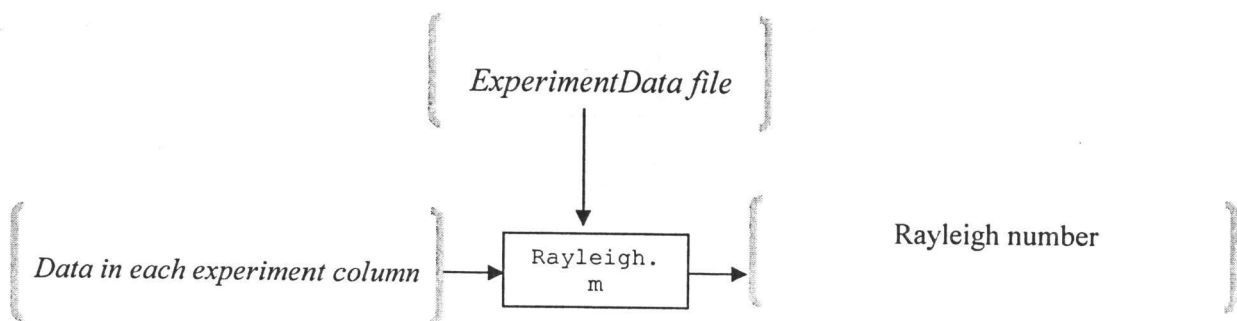 ExperimentData file
Data in each experiment column
Rayleigh.
m
Rayleigh number